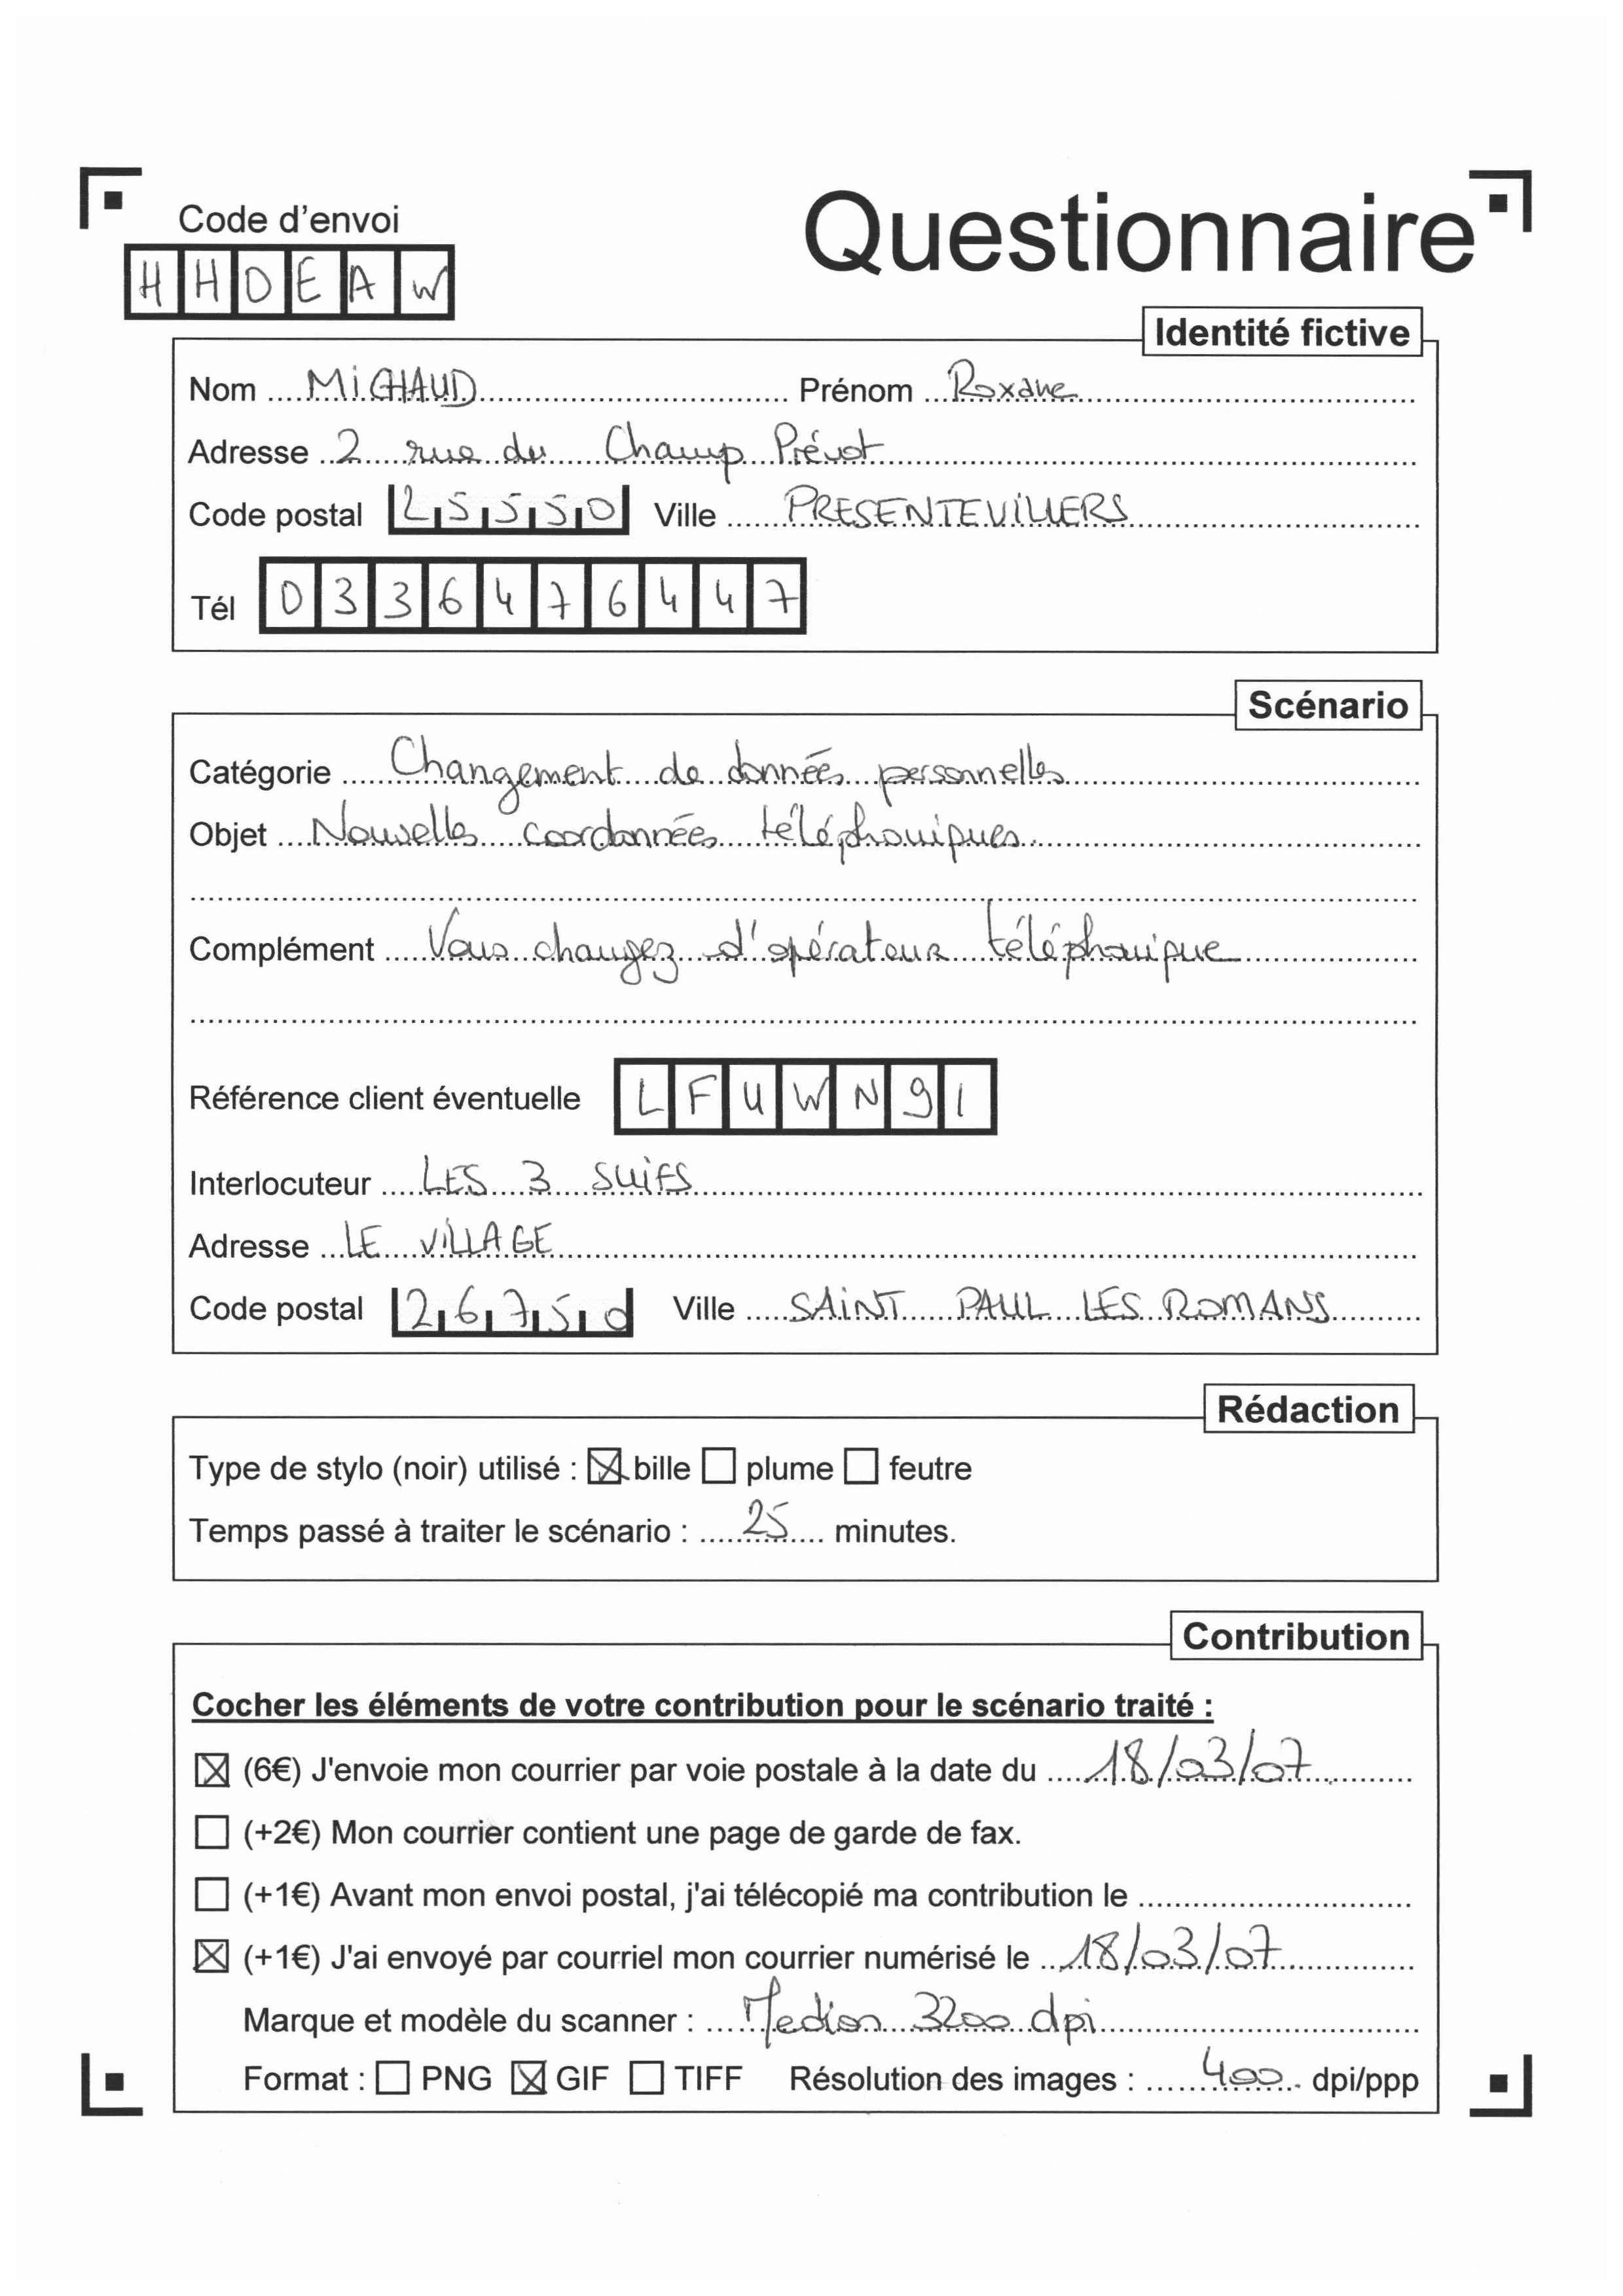 Code d'envoi
Questionnaire
HHDEAW
Identité fictive
Nom MiCHAUD Prénom Roxane
Adresse 2 rue du Champ Prévot
Code postal 25550 Ville PRESENTEViLLERS
Tél 0336476447
Scénario
Catégorie Changement de données personnelles
Objet Nouvelles coordonnées téléphoniques
Complément Vous changez d'opérateur téléphonique
Référence client éventuelle LFUWN91
Interlocuteur LES 3 SUiFS
Adresse LE ViLLAGE
Code postal 26750 Ville SAiNT PAUL LES ROMANS
Rédaction
Type de stylo (noir) utilisé : ☒ bille ☐ plume ☐ feutre
Temps passé à traiter le scénario : 25 minutes.
Contribution
Cocher les éléments de votre contribution pour le scénario traité :
☒ (6€) J'envoie mon courrier par voie postale à la date du 18/03/07
☐ (+2€) Mon courrier contient une page de garde de fax.
☐ (+1€) Avant mon envoi postal, j'ai télécopié ma contribution le
☒ (+1€) J'ai envoyé par courriel mon courrier numérisé le 18/03/07
Marque et modèle du scanner : Medion 3200 dpi
Format : ☐ PNG ☒ GIF ☐ TIFF Résolution des images : 400 dpi/ppp